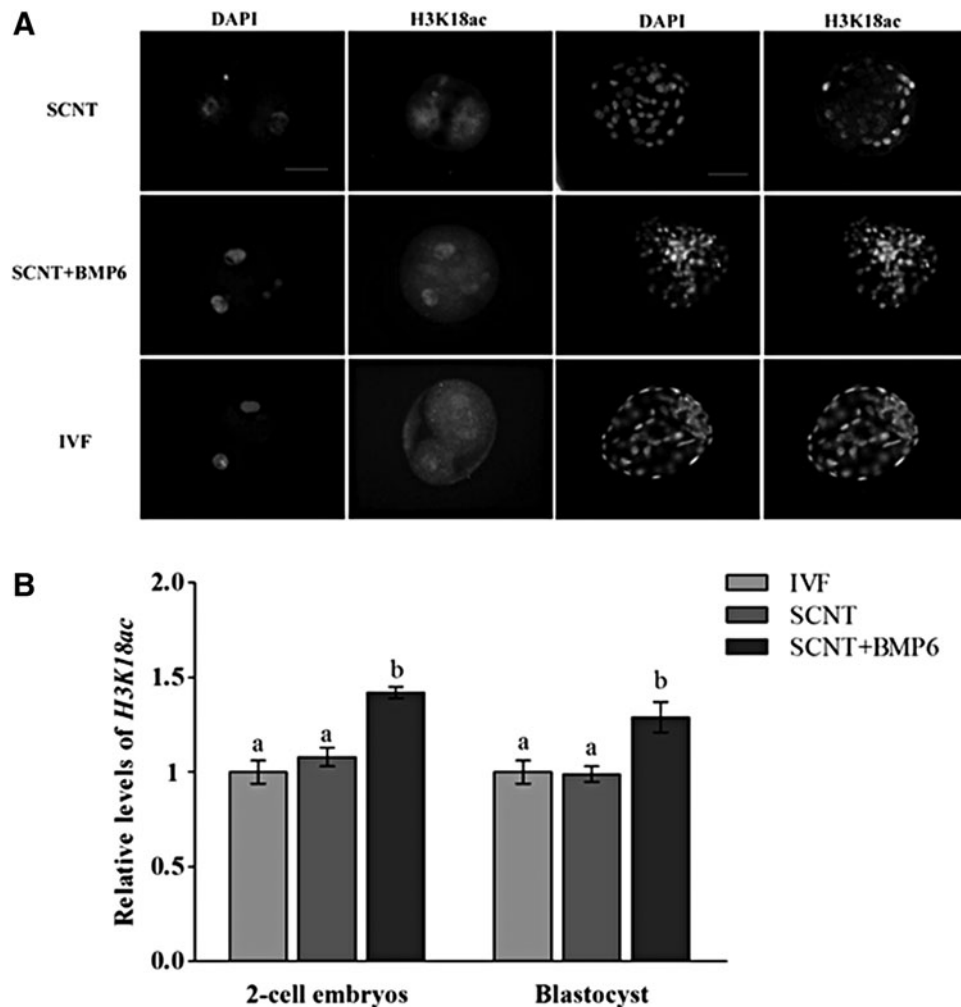 A
DAPI H3K18ac DAPI H3K18ac
SCNT
SCNT+BMP6
IVF
B
Relative levels of H3K18ac
2.0
1.5
1
0.5
0.0
a a b
a a b
2-cell embryos Blastocyst
IVF
SCNT
SCNT+BMP6